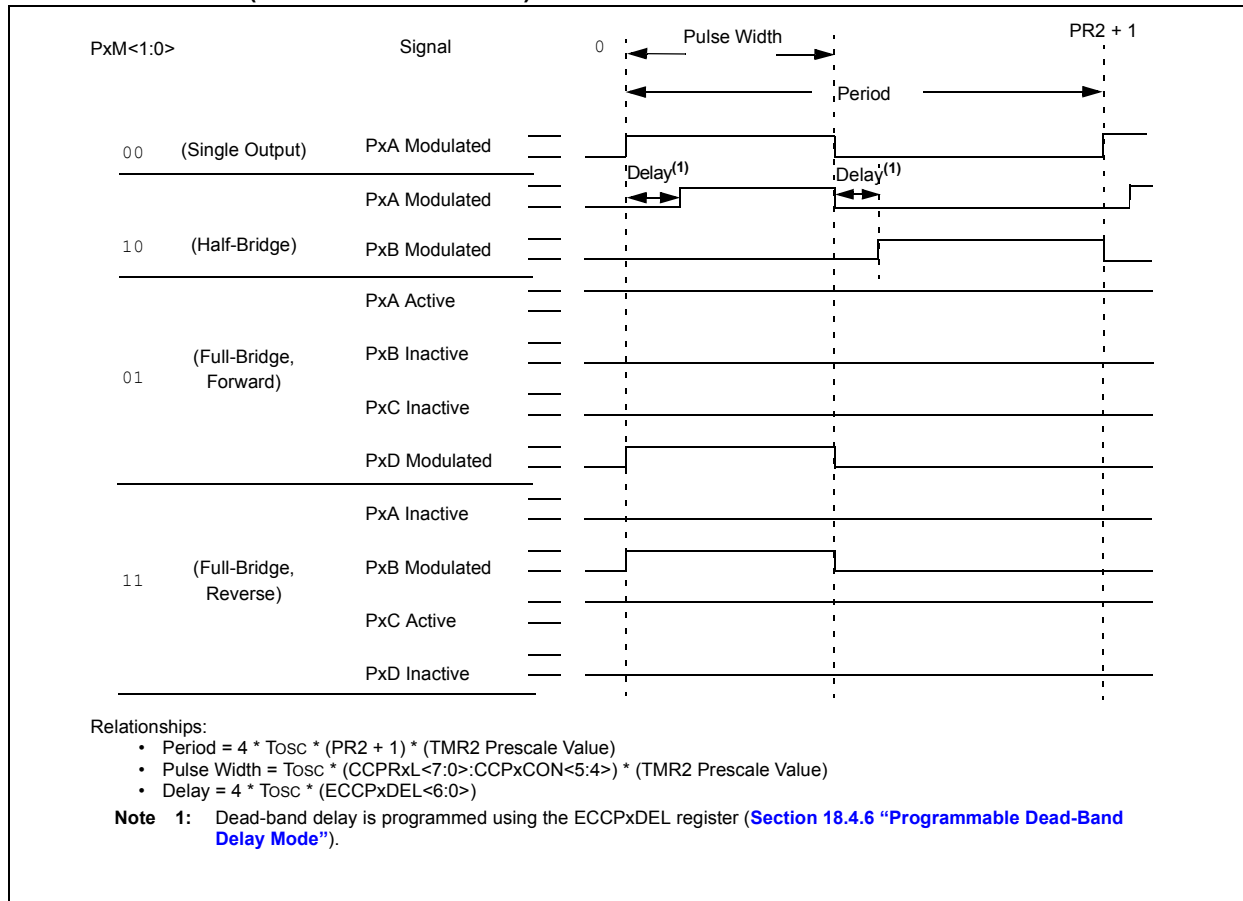 PxM<1:0> Signal 0 Pulse Width PR2 + 1
Period
00 (Single Output) PxA Modulated
Delay(1) Delay(1)
PxA Modulated
10 (Half-Bridge) PxB Modulated
PxA Active
(Full-Bridge, PxB Inactive
01 Forward)
PxC Inactive
PxD Modulated
PxA Inactive
11 (Full-Bridge, PxB Modulated
Reverse)
PxC Active
PxD Inactive
Relationships:
• Period = 4 * TOSC * (PR2 + 1) * (TMR2 Prescale Value)
• Pulse Width = TOSC * (CCPRxL<7:0>:CCPxCON<5:4>) * (TMR2 Prescale Value)
• Delay = 4 * TOSC * (ECCPxDEL<6:0>)
Note 1: Dead-band delay is programmed using the ECCPxDEL register (Section 18.4.6 “Programmable Dead-Band
Delay Mode”).